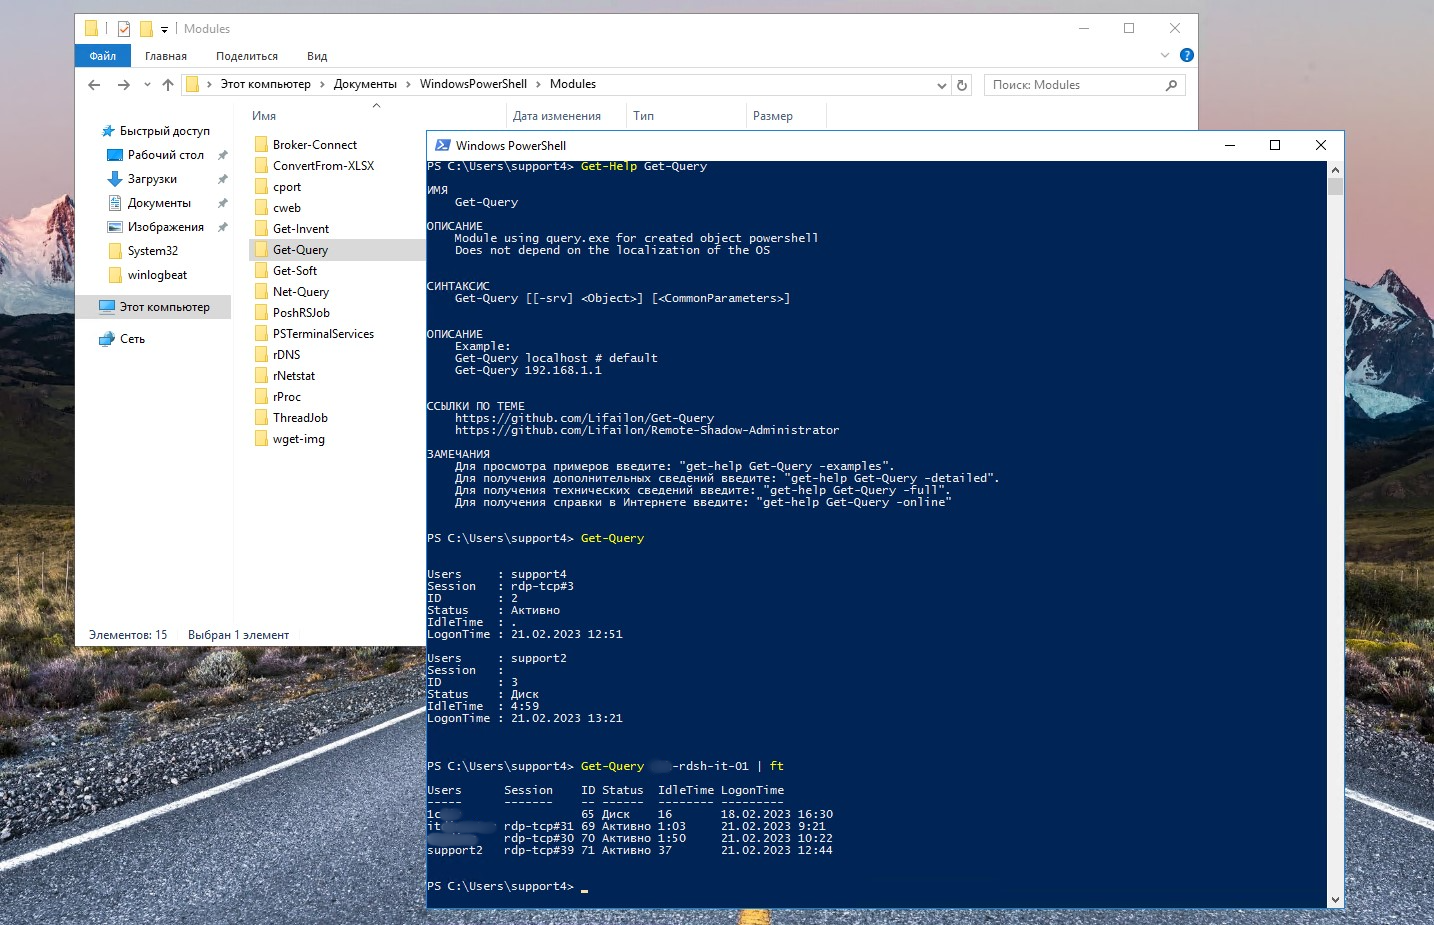 Modules
Файл Главная Поделиться Вид
Этот компьютер Документы WindowsPowerShell Modules
Поиск: Modules
Быстрый доступ
Рабочий стол
Загрузки
Документы
Изображения
System32
winlogbeat
Этот компьютер
Сеть
Имя Дата изменения Тип Размер
Broker-Connect
ConvertFrom-XLSX
cport
cweb
Get-Invent
Get-Query
Get-Soft
Net-Query
PoshRSJob
PSTerminalServices
rDNS
rNetstat
rProc
ThreadJob
wget-img
Элементов: 15 Выбран 1 элемент
Windows PowerShell
PS C:\Users\support4> Get-Help Get-Query
ИМЯ
Get-Query
ОПИСАНИЕ
Module using query.exe for created object powershell
Does not depend on the localization of the OS
СИНТАКСИС
Get-Query [[-srv] <Object>] [<CommonParameters>]
ОПИСАНИЕ
Example:
Get-Query localhost # default
Get-Query 192.168.1.1
ССЫЛКИ ПО ТЕМЕ
https://github.com/Lifailon/Get-Query
https://github.com/Lifailon/Remote-Shadow-Administrator
ЗАМЕЧАНИЯ
Для просмотра примеров введите: "get-help Get-Query -examples".
Для получения дополнительных сведений введите: "get-help Get-Query -detailed".
Для получения технических сведений введите: "get-help Get-Query -full".
Для получения справки в Интернете введите: "get-help Get-Query -online"
PS C:\Users\support4> Get-Query
Users : support4
Session : rdp-tcp#3
ID : 2
Status : Активно
IdleTime : .
LogonTime : 21.02.2023 12:51
Users : support2
Session :
ID : 3
Status : Диск
IdleTime : 4:59
LogonTime : 21.02.2023 13:21
PS C:\Users\support4> Get-Query -rdsh-it-01 | ft
Users Session ID Status IdleTime LogonTime
----- ------- -- ------ -------- ---------
1c 65 Диск 16 18.02.2023 16:30
it rdp-tcp#31 69 Активно 1:03 21.02.2023 9:21
rdp-tcp#30 70 Активно 1:50 21.02.2023 10:22
support2 rdp-tcp#39 71 Активно 37 21.02.2023 12:44
PS C:\Users\support4>